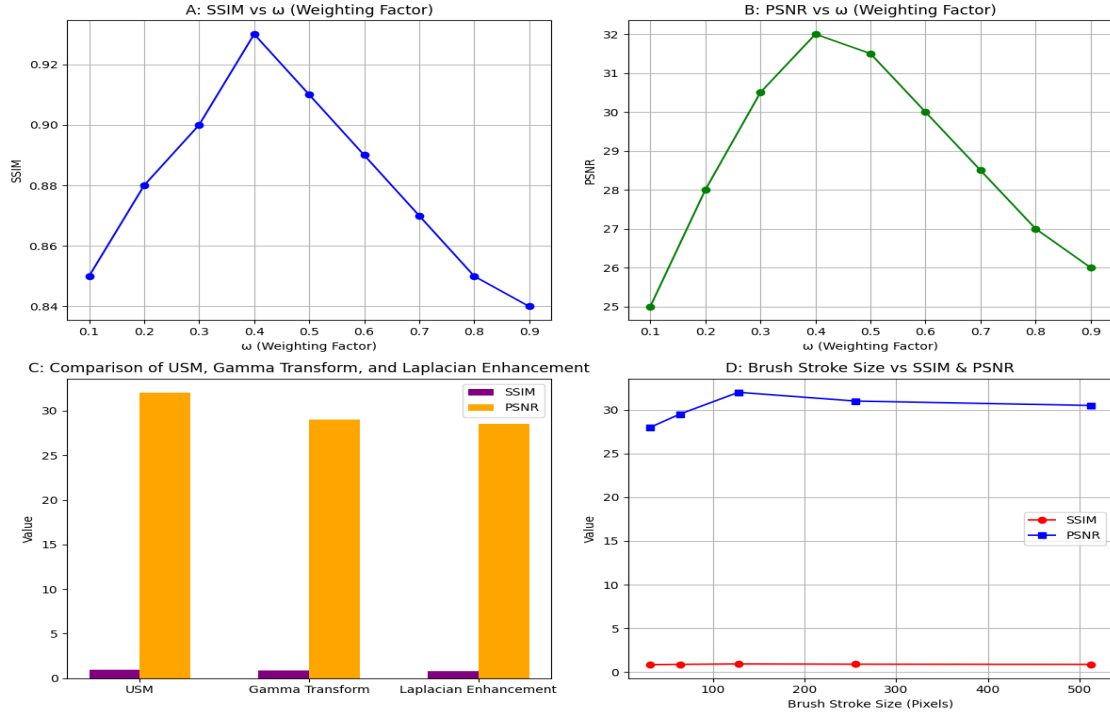 A: SSIM vs ω (Weighting Factor)
SSIM
0.92
0.90
0.88
0.86
0.84
0.1 0.2 0.3 0.4 0.5 0.6 0.7 0.8 0.9
ω (Weighting Factor)
B: PSNR vs ω (Weighting Factor)
PSNR
32
31
30
29
28
27
26
25
0.1 0.2 0.3 0.4 0.5 0.6 0.7 0.8 0.9
ω (Weighting Factor)
C: Comparison of USM, Gamma Transform, and Laplacian Enhancement
SSIM
PSNR
Value
30
25
20
15
10
5
0
USM Gamma Transform Laplacian Enhancement
D: Brush Stroke Size vs SSIM & PSNR
Value
30
25
20
15
10
5
0
SSIM
PSNR
100 200 300 400 500
Brush Stroke Size (Pixels)